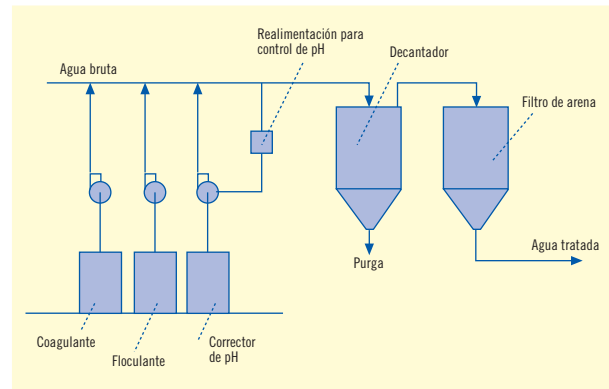 Realimentación para
control de pH
Decantador
Agua bruta
Filtro de arena
Agua tratada
Purga
Coagulante
Floculante
Corrector
de pH